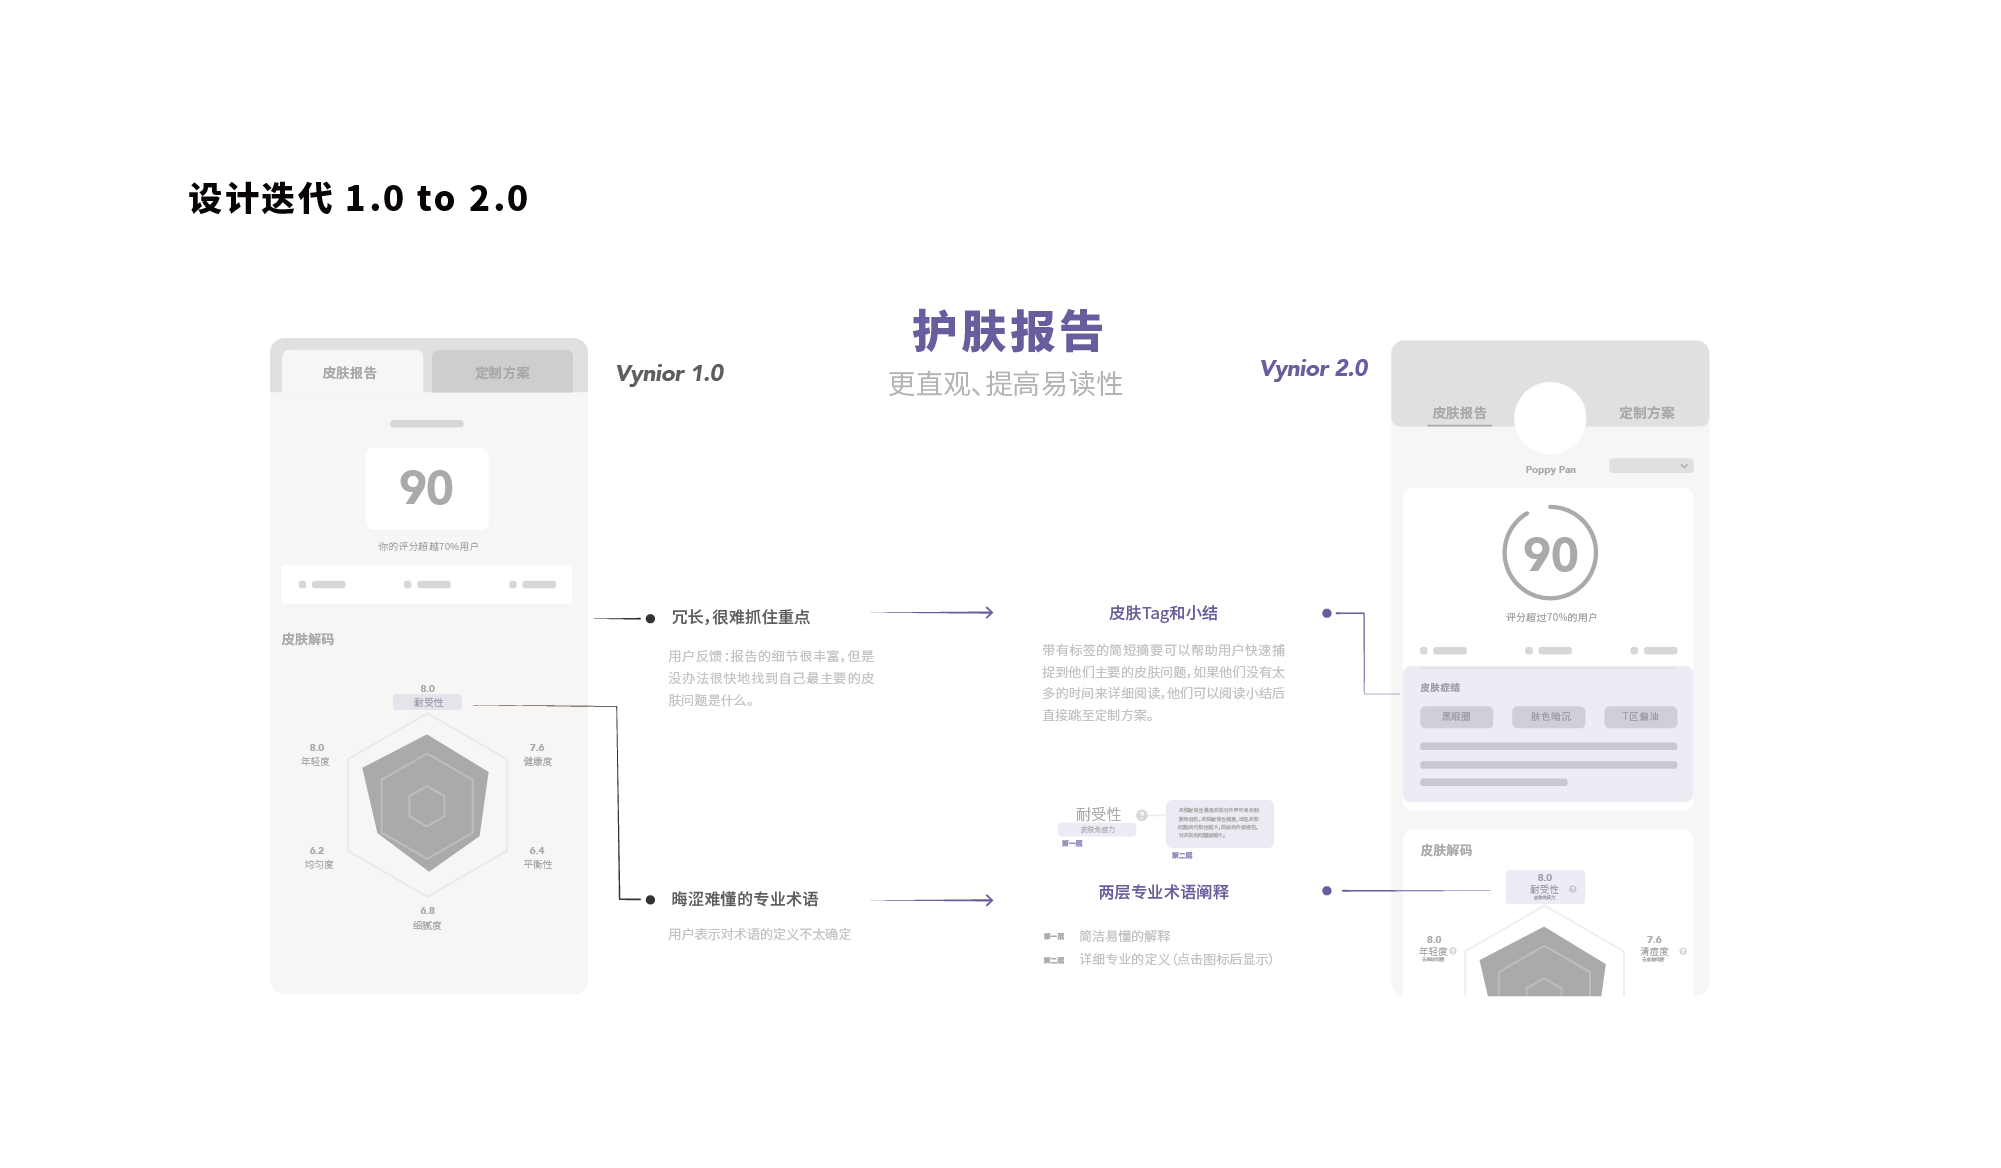 设计迭代 1.0 to 2.0
护肤报告
更直观、提高易读性
Vynior 1.0
皮肤报告
定制方案
90
你的评分超越70%用户
皮肤解码
8.0
耐受性
8.0
年轻度
7.6
健康度
6.2
均匀度
6.4
平衡性
6.8
细腻度
冗长，很难抓住重点
用户反馈：报告的细节很丰富，但是
没办法很快地找到自己最主要的皮
肤问题是什么。
晦涩难懂的专业术语
用户表示对术语的定义不太确定
皮肤Tag和小结
带有标签的简短摘要可以帮助用户快速捕
捉到他们主要的皮肤问题，如果他们没有太
多的时间来详细阅读，他们可以阅读小结后
直接跳至定制方案。
耐受性
?
皮肤免疫力
第一层
第二层
两层专业术语阐释
第一层 简洁易懂的解释
第二层 详细专业的定义（点击图标后显示）
Vynior 2.0
皮肤报告
定制方案
Poppy Pan
90
评分超过70%的用户
皮肤症结
黑眼圈
肤色暗沉
T区偏油
皮肤解码
8.0
耐受性 ?
皮肤免疫力
8.0
年轻度 ?
7.6
清痘度 ?